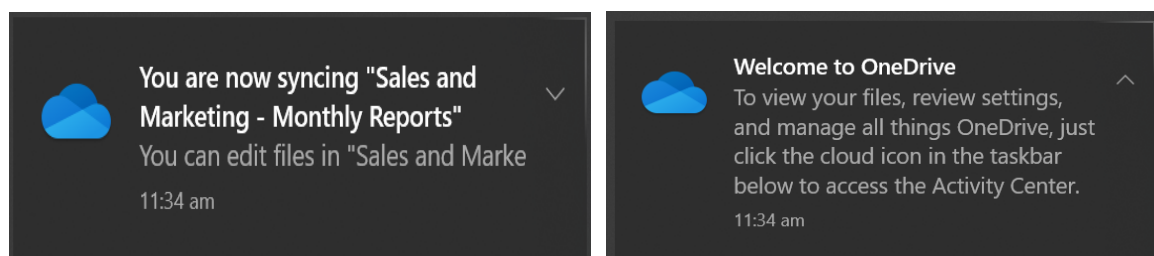 You are now syncing "Sales and
Marketing - Monthly Reports"
You can edit files in "Sales and Marke
11:34 am
Welcome to OneDrive
To view your files, review settings,
and manage all things OneDrive, just
click the cloud icon in the taskbar
below to access the Activity Center.
11:34 am